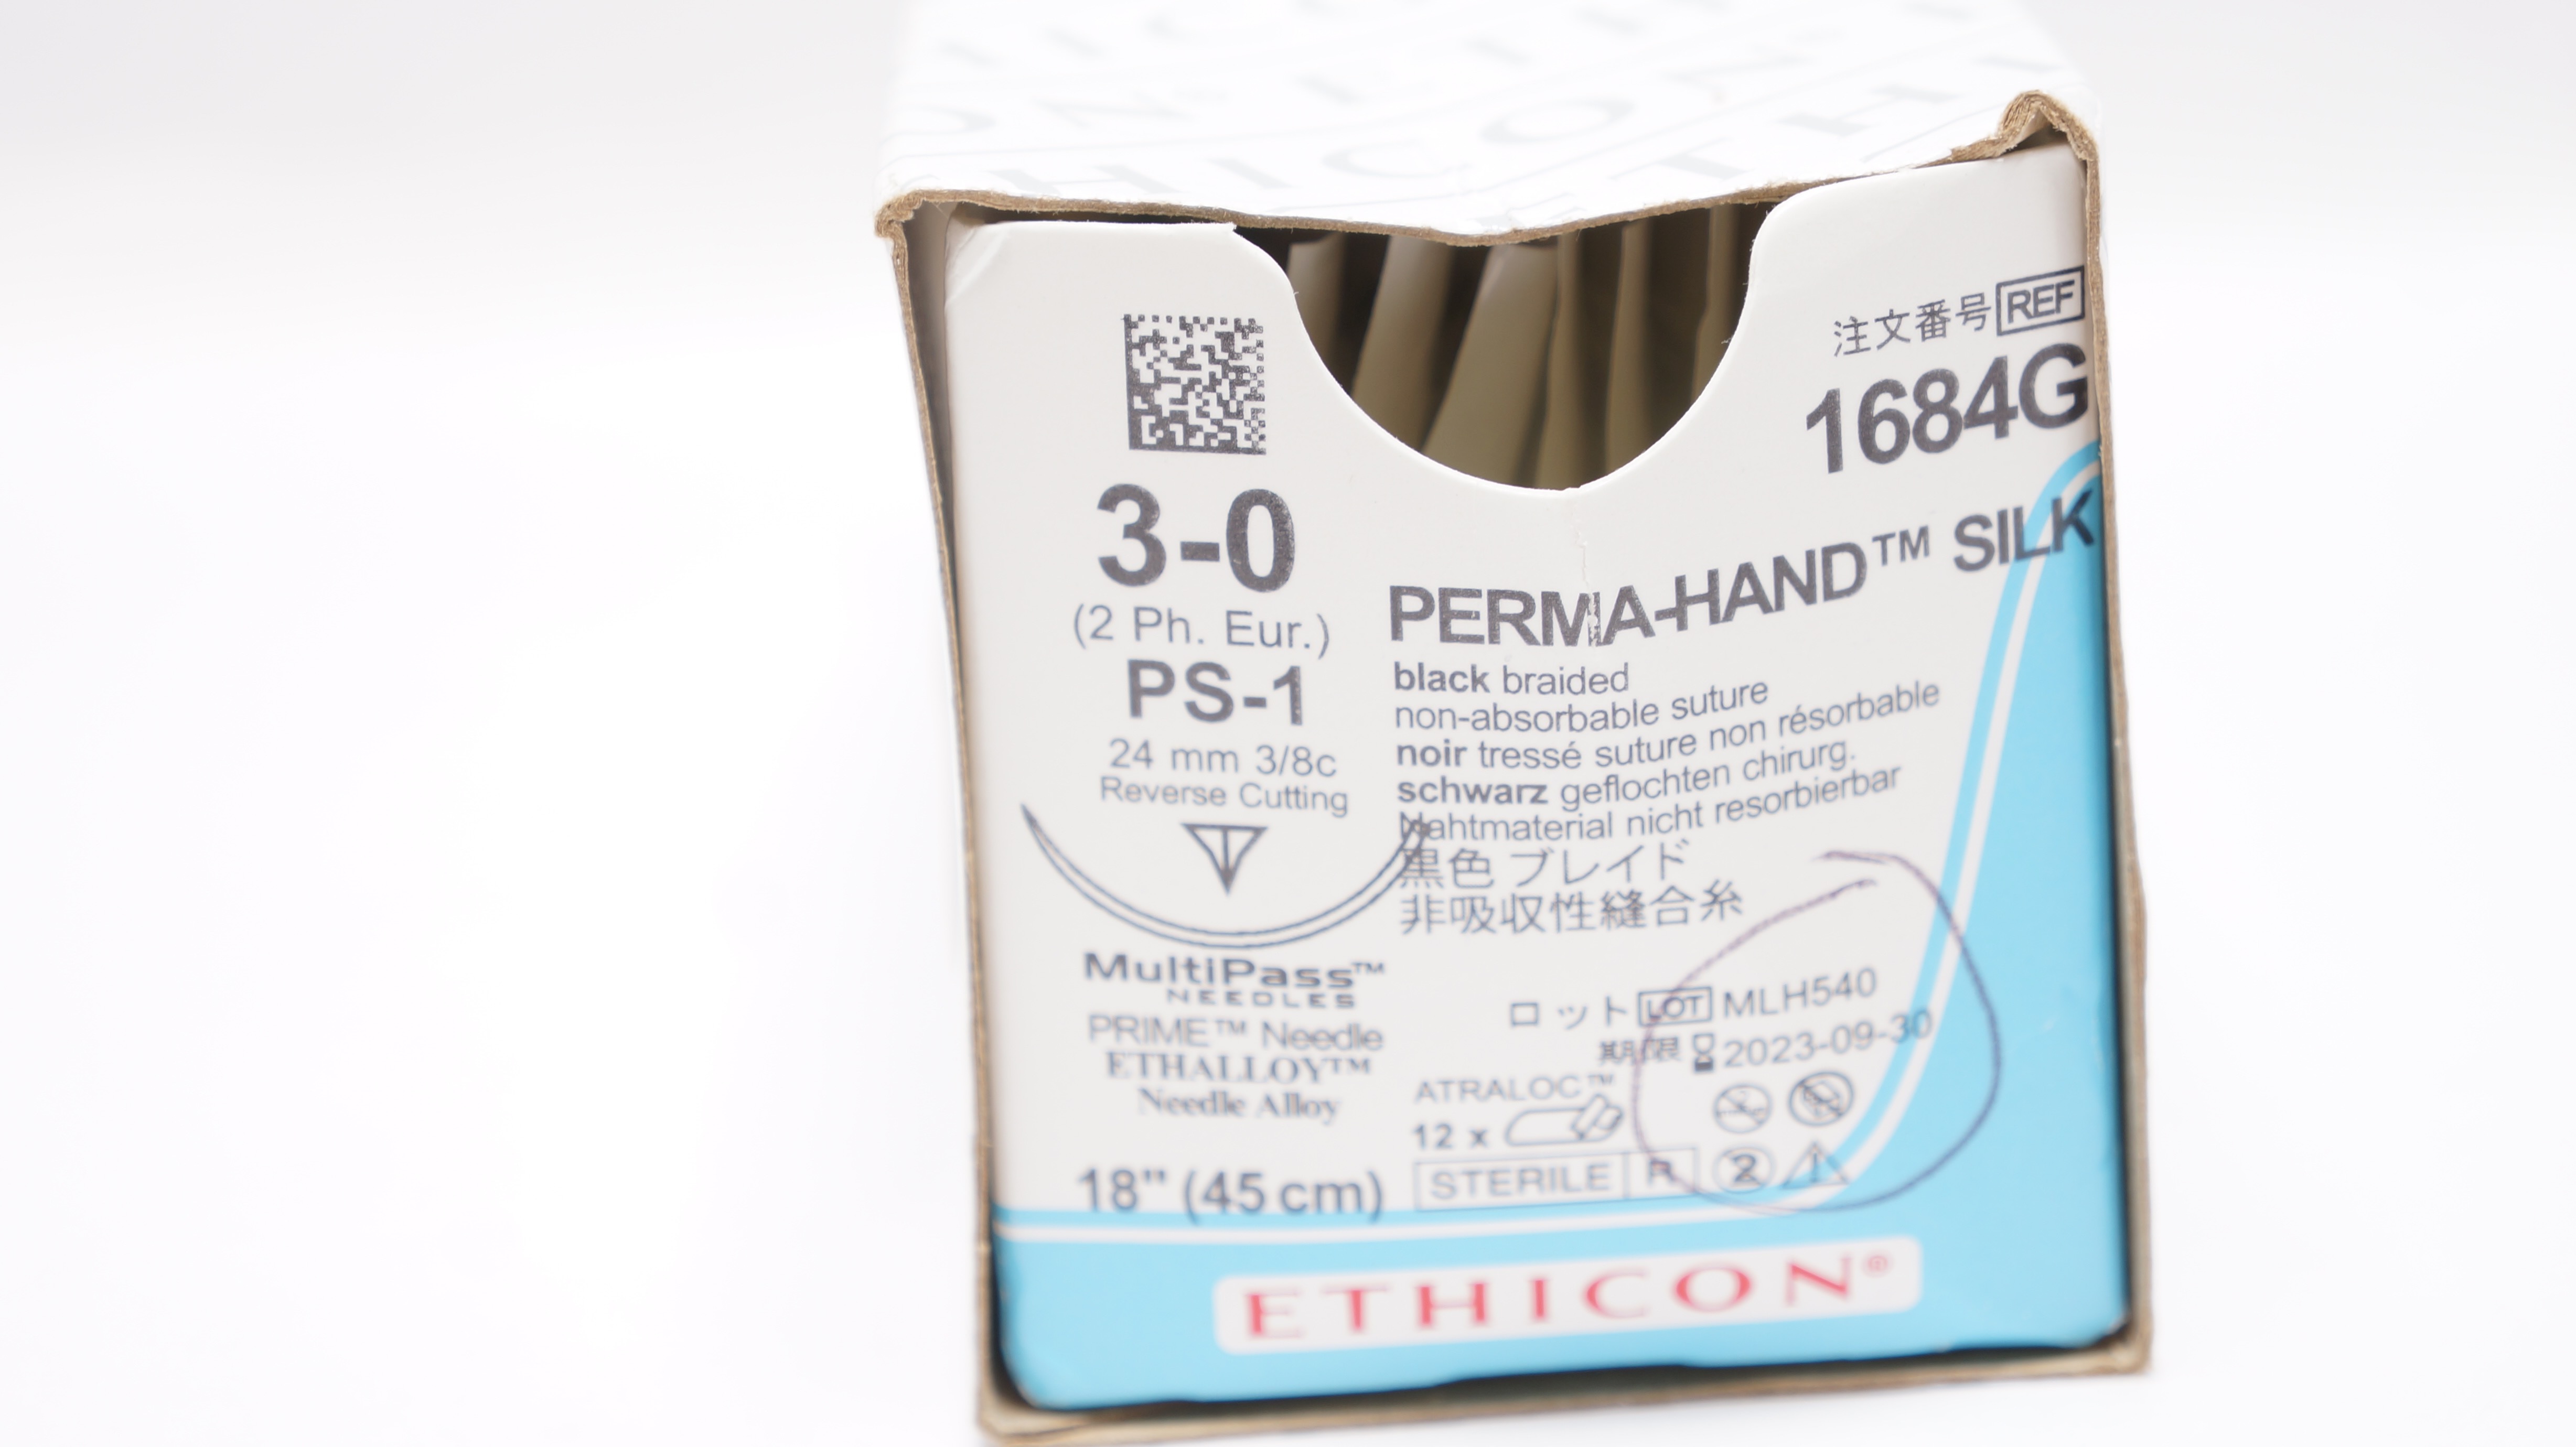 注文番号 REF
1684G
3-0
(2 Ph. Eur.)
PS-1
24 mm 3/8c
Reverse Cutting
MultiPass™
NEEDLES
PRIME™ Needle
ETHALLOY™
Needle Alloy
18" (45 cm)
PERMA-HAND™ SILK
black braided
non-absorbable suture
noir tressé suture non résorbable
schwarz geflochten chirurg.
Nahtmaterial nicht resorbierbar
黒色 ブレイド
非吸収性縫合糸
ロット LOT MLH540
期限 2023-09-30
ATRALOC™
12 x
STERILE R 2
ETHICON®